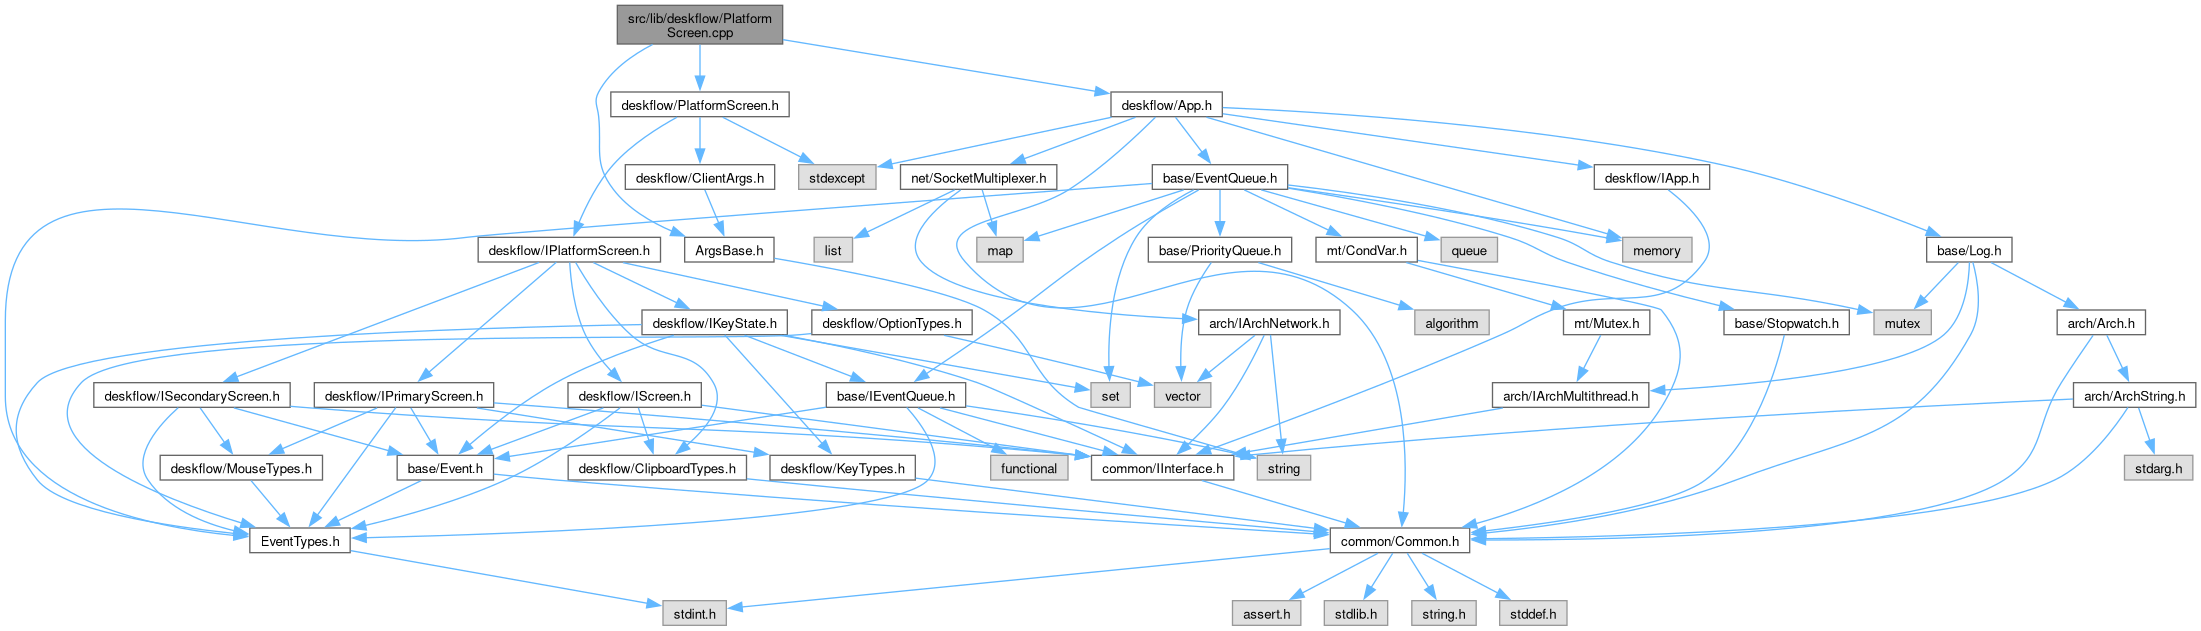 src/lib/deskflow/Platform
Screen.cpp
deskflow/PlatformScreen.h
deskflow/App.h
deskflow/ClientArgs.h
stdexcept
net/SocketMultiplexer.h
base/EventQueue.h
deskflow/IApp.h
deskflow/IPlatformScreen.h
ArgsBase.h
list
map
base/PriorityQueue.h
mt/CondVar.h
queue
memory
base/Log.h
deskflow/IKeyState.h
deskflow/OptionTypes.h
arch/IArchNetwork.h
algorithm
mt/Mutex.h
base/Stopwatch.h
mutex
arch/Arch.h
deskflow/ISecondaryScreen.h
deskflow/IPrimaryScreen.h
deskflow/IScreen.h
base/IEventQueue.h
set
vector
arch/IArchMultithread.h
arch/ArchString.h
deskflow/MouseTypes.h
base/Event.h
deskflow/ClipboardTypes.h
deskflow/KeyTypes.h
functional
common/IInterface.h
string
stdarg.h
EventTypes.h
common/Common.h
stdint.h
assert.h
stdlib.h
string.h
stddef.h